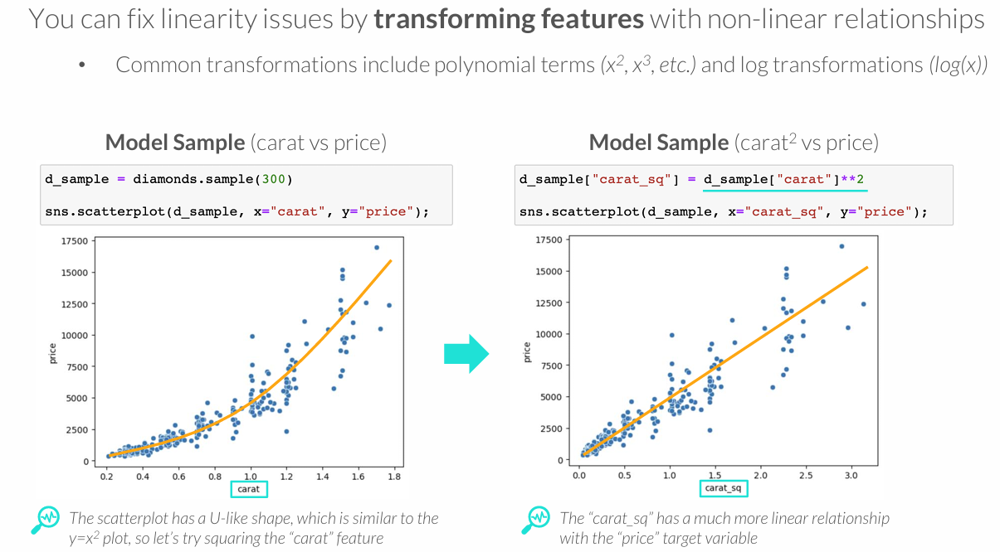 You can fix linearity issues by transforming features with non-linear relationships
• Common transformations include polynomial terms (x², x³, etc.) and log transformations (log(x))
Model Sample (carat vs price)
d_sample = diamonds.sample(300)
sns.scatterplot(d_sample, x="carat", y="price");
17500
15000
12500
10000
7500
5000
2500
0
price
0.2 0.4 0.6 0.8 1.0 1.2 1.4 1.6 1.8
carat
The scatterplot has a U-like shape, which is similar to the
y=x² plot, so let’s try squaring the “carat” feature
Model Sample (carat² vs price)
d_sample["carat_sq"] = d_sample["carat"]**2
sns.scatterplot(d_sample, x="carat_sq", y="price");
17500
15000
12500
10000
7500
5000
2500
0
price
0.0 0.5 1.0 1.5 2.0 2.5 3.0
carat_sq
The “carat_sq” has a much more linear relationship
with the “price” target variable